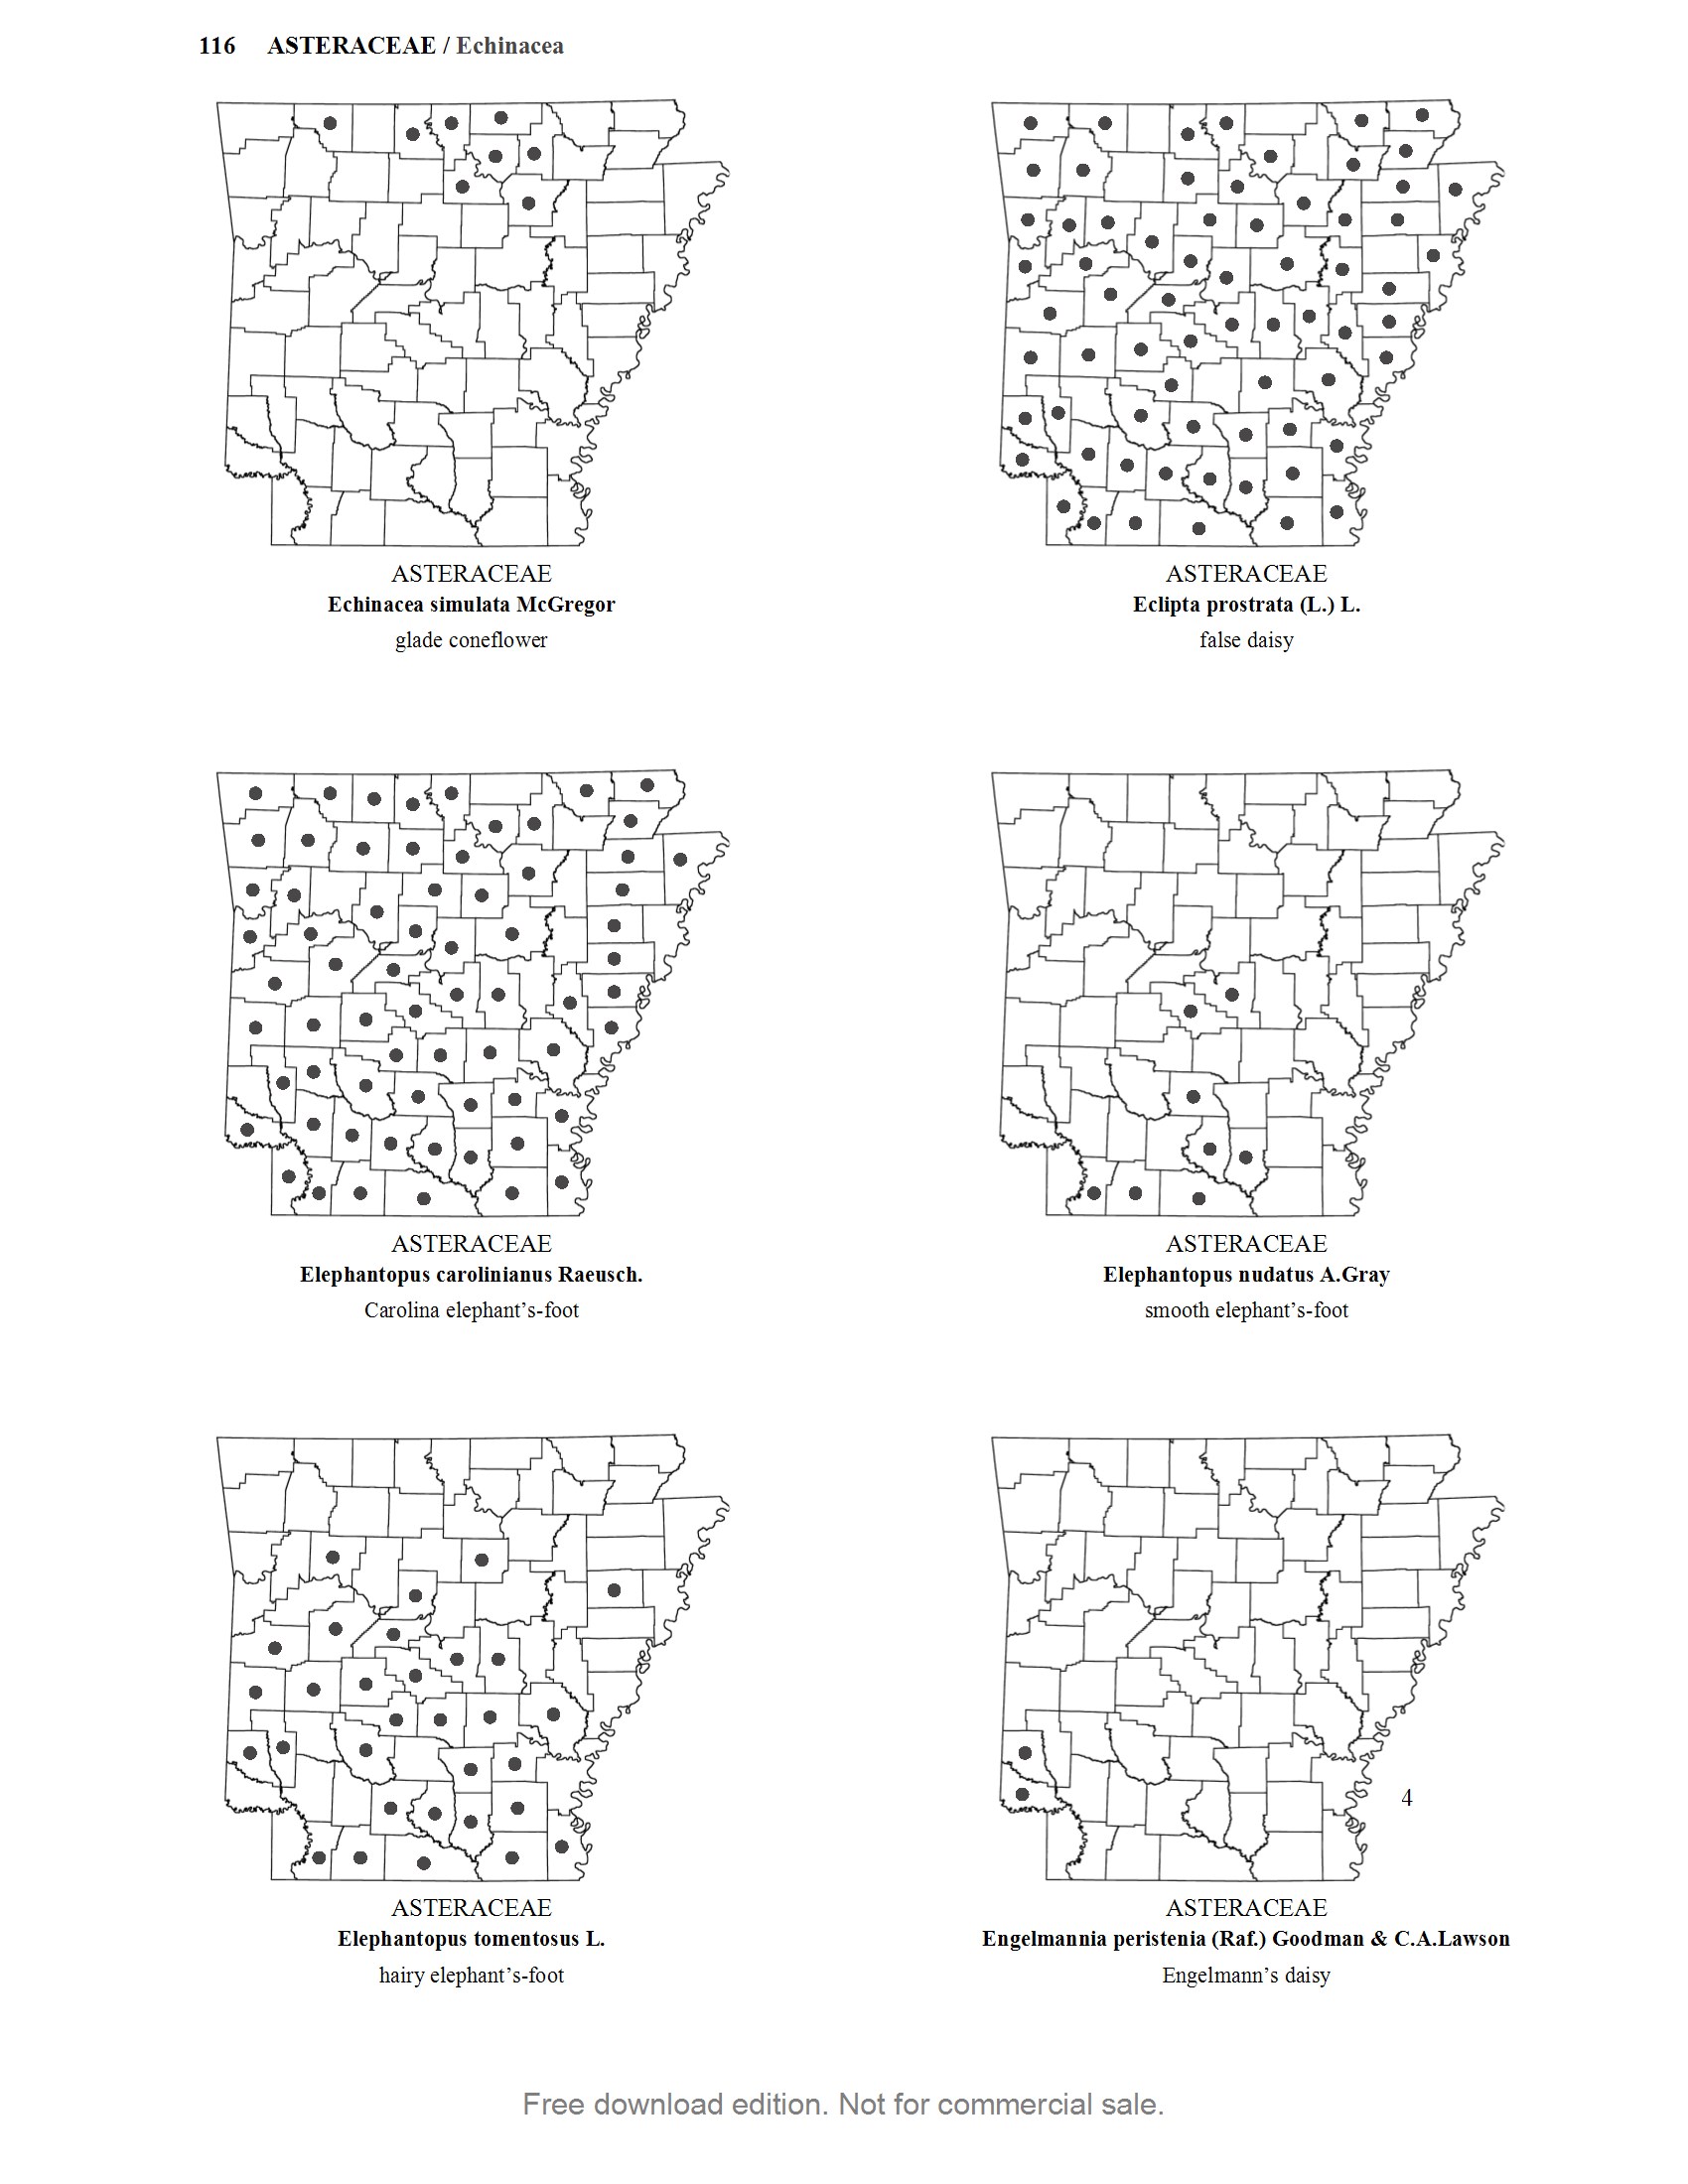 116 ASTERACEAE / Echinacea
ASTERACEAE
Echinacea simulata McGregor
glade coneflower
ASTERACEAE
Eclipta prostrata (L.) L.
false daisy
ASTERACEAE
Elephantopus carolinianus Raeusch.
Carolina elephant’s-foot
ASTERACEAE
Elephantopus nudatus A.Gray
smooth elephant’s-foot
ASTERACEAE
Elephantopus tomentosus L.
hairy elephant’s-foot
4
ASTERACEAE
Engelmannia peristenia (Raf.) Goodman & C.A.Lawson
Engelmann’s daisy
Free download edition. Not for commercial sale.